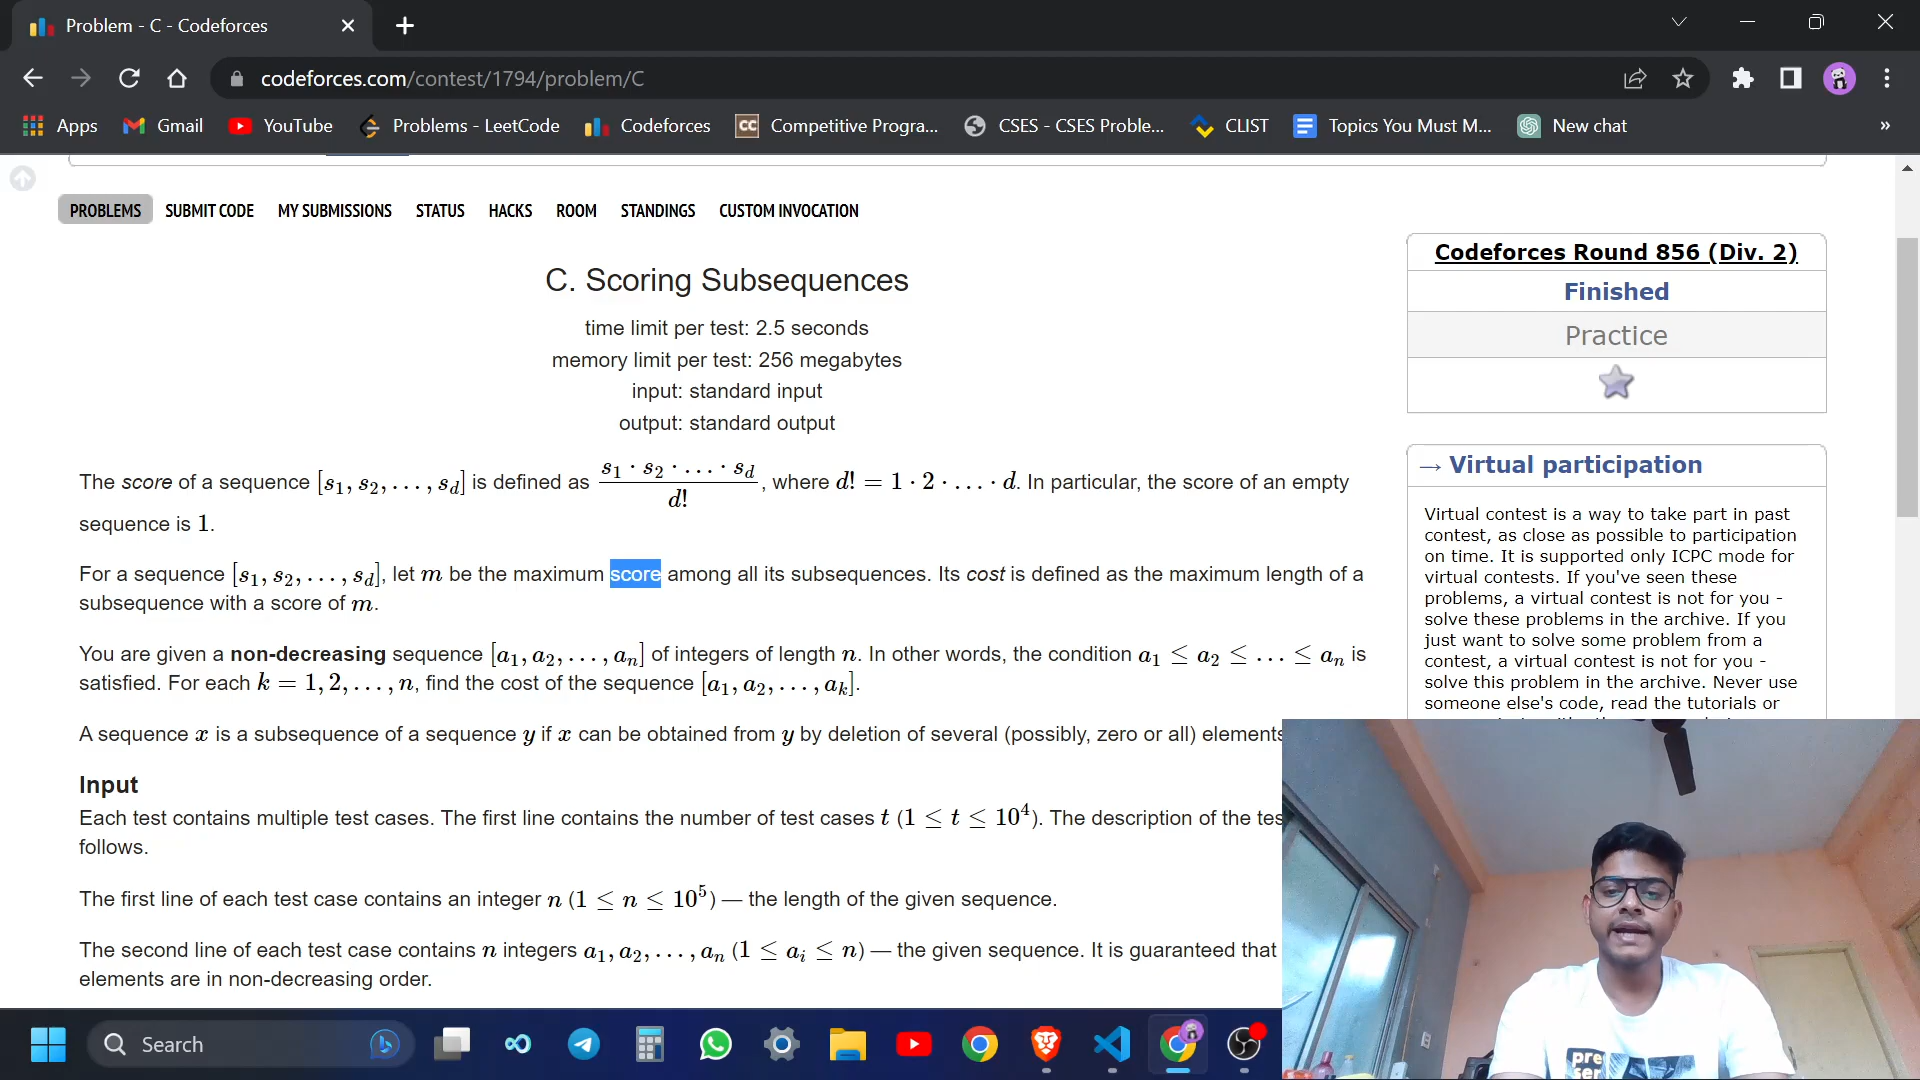 Problem - C - Codeforces
codeforces.com/contest/1794/problem/C
Apps Gmail YouTube Problems - LeetCode Codeforces Competitive Progra... CSES - CSES Proble... CLIST Topics You Must M... New chat »
PROBLEMS SUBMIT CODE MY SUBMISSIONS STATUS HACKS ROOM STANDINGS CUSTOM INVOCATION
C. Scoring Subsequences
time limit per test: 2.5 seconds
memory limit per test: 256 megabytes
input: standard input
output: standard output
The score of a sequence [s₁, s₂, . . . , s_d] is defined as (s₁ · s₂ · . . . · s_d)/d!, where d! = 1 · 2 · . . . · d. In particular, the score of an empty
sequence is 1.
For a sequence [s₁, s₂, . . . , s_d], let m be the maximum score among all its subsequences. Its cost is defined as the maximum length of a
subsequence with a score of m.
You are given a non-decreasing sequence [a₁, a₂, . . . , aₙ] of integers of length n. In other words, the condition a₁ ≤ a₂ ≤ . . . ≤ aₙ is
satisfied. For each k = 1, 2, . . . , n, find the cost of the sequence [a₁, a₂, . . . , aₖ].
A sequence x is a subsequence of a sequence y if x can be obtained from y by deletion of several (possibly, zero or all) elements
Input
Each test contains multiple test cases. The first line contains the number of test cases t (1 ≤ t ≤ 10⁴). The description of the tes
follows.
The first line of each test case contains an integer n (1 ≤ n ≤ 10⁵) — the length of the given sequence.
The second line of each test case contains n integers a₁, a₂, . . . , aₙ (1 ≤ aᵢ ≤ n) — the given sequence. It is guaranteed that
elements are in non-decreasing order.
Codeforces Round 856 (Div. 2)
Finished
Practice
→ Virtual participation
Virtual contest is a way to take part in past
contest, as close as possible to participation
on time. It is supported only ICPC mode for
virtual contests. If you've seen these
problems, a virtual contest is not for you -
solve these problems in the archive. If you
just want to solve some problem from a
contest, a virtual contest is not for you -
solve this problem in the archive. Never use
someone else's code, read the tutorials or
Search